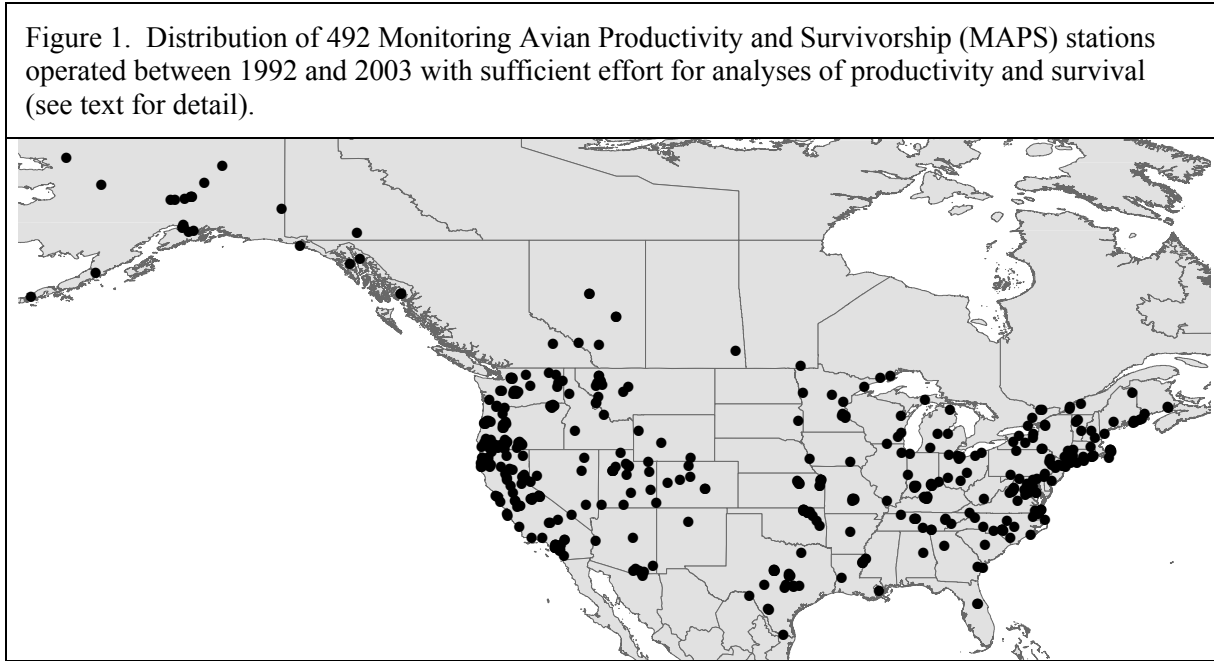 Figure 1.  Distribution of 492 Monitoring Avian Productivity and Survivorship (MAPS) stations
operated between 1992 and 2003 with sufficient effort for analyses of productivity and survival
(see text for detail).